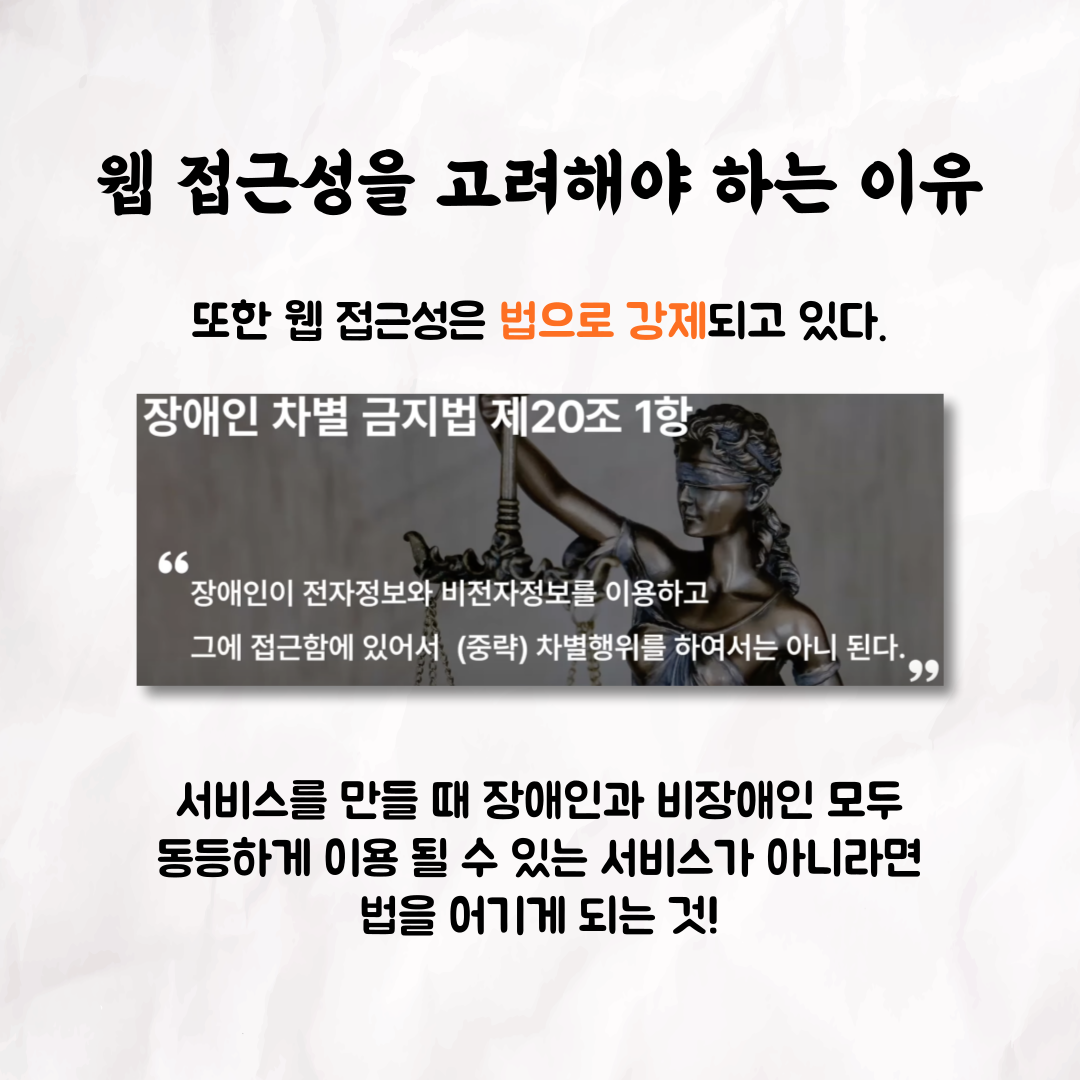 웹 접근성을 고려해야 하는 이유
또한 웹 접근성은 법으로 강제되고 있다.
장애인 차별 금지법 제20조 1항
“
장애인이 전자정보와 비전자정보를 이용하고
그에 접근함에 있어서 (중략) 차별행위를 하여서는 아니 된다.
”
서비스를 만들 때 장애인과 비장애인 모두
동등하게 이용 될 수 있는 서비스가 아니라면
법을 어기게 되는 것!